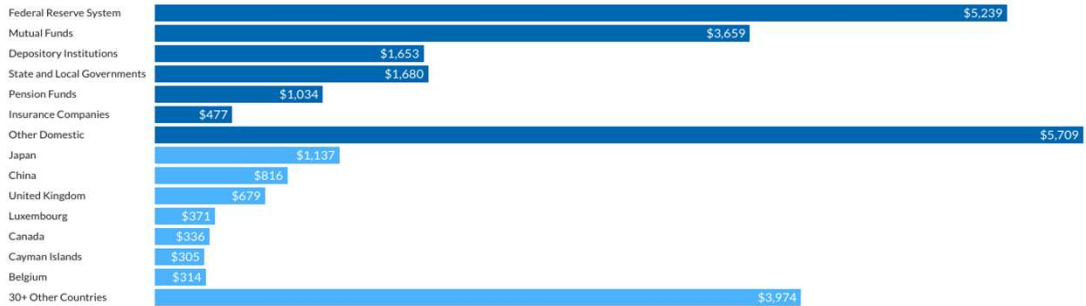 Federal Reserve System $5,239
Mutual Funds $3,659
Depository Institutions $1,653
State and Local Governments $1,680
Pension Funds $1,034
Insurance Companies $477
Other Domestic $5,709
Japan $1,137
China $816
United Kingdom $679
Luxembourg $371
Canada $336
Cayman Islands $305
Belgium $314
30+ Other Countries $3,974